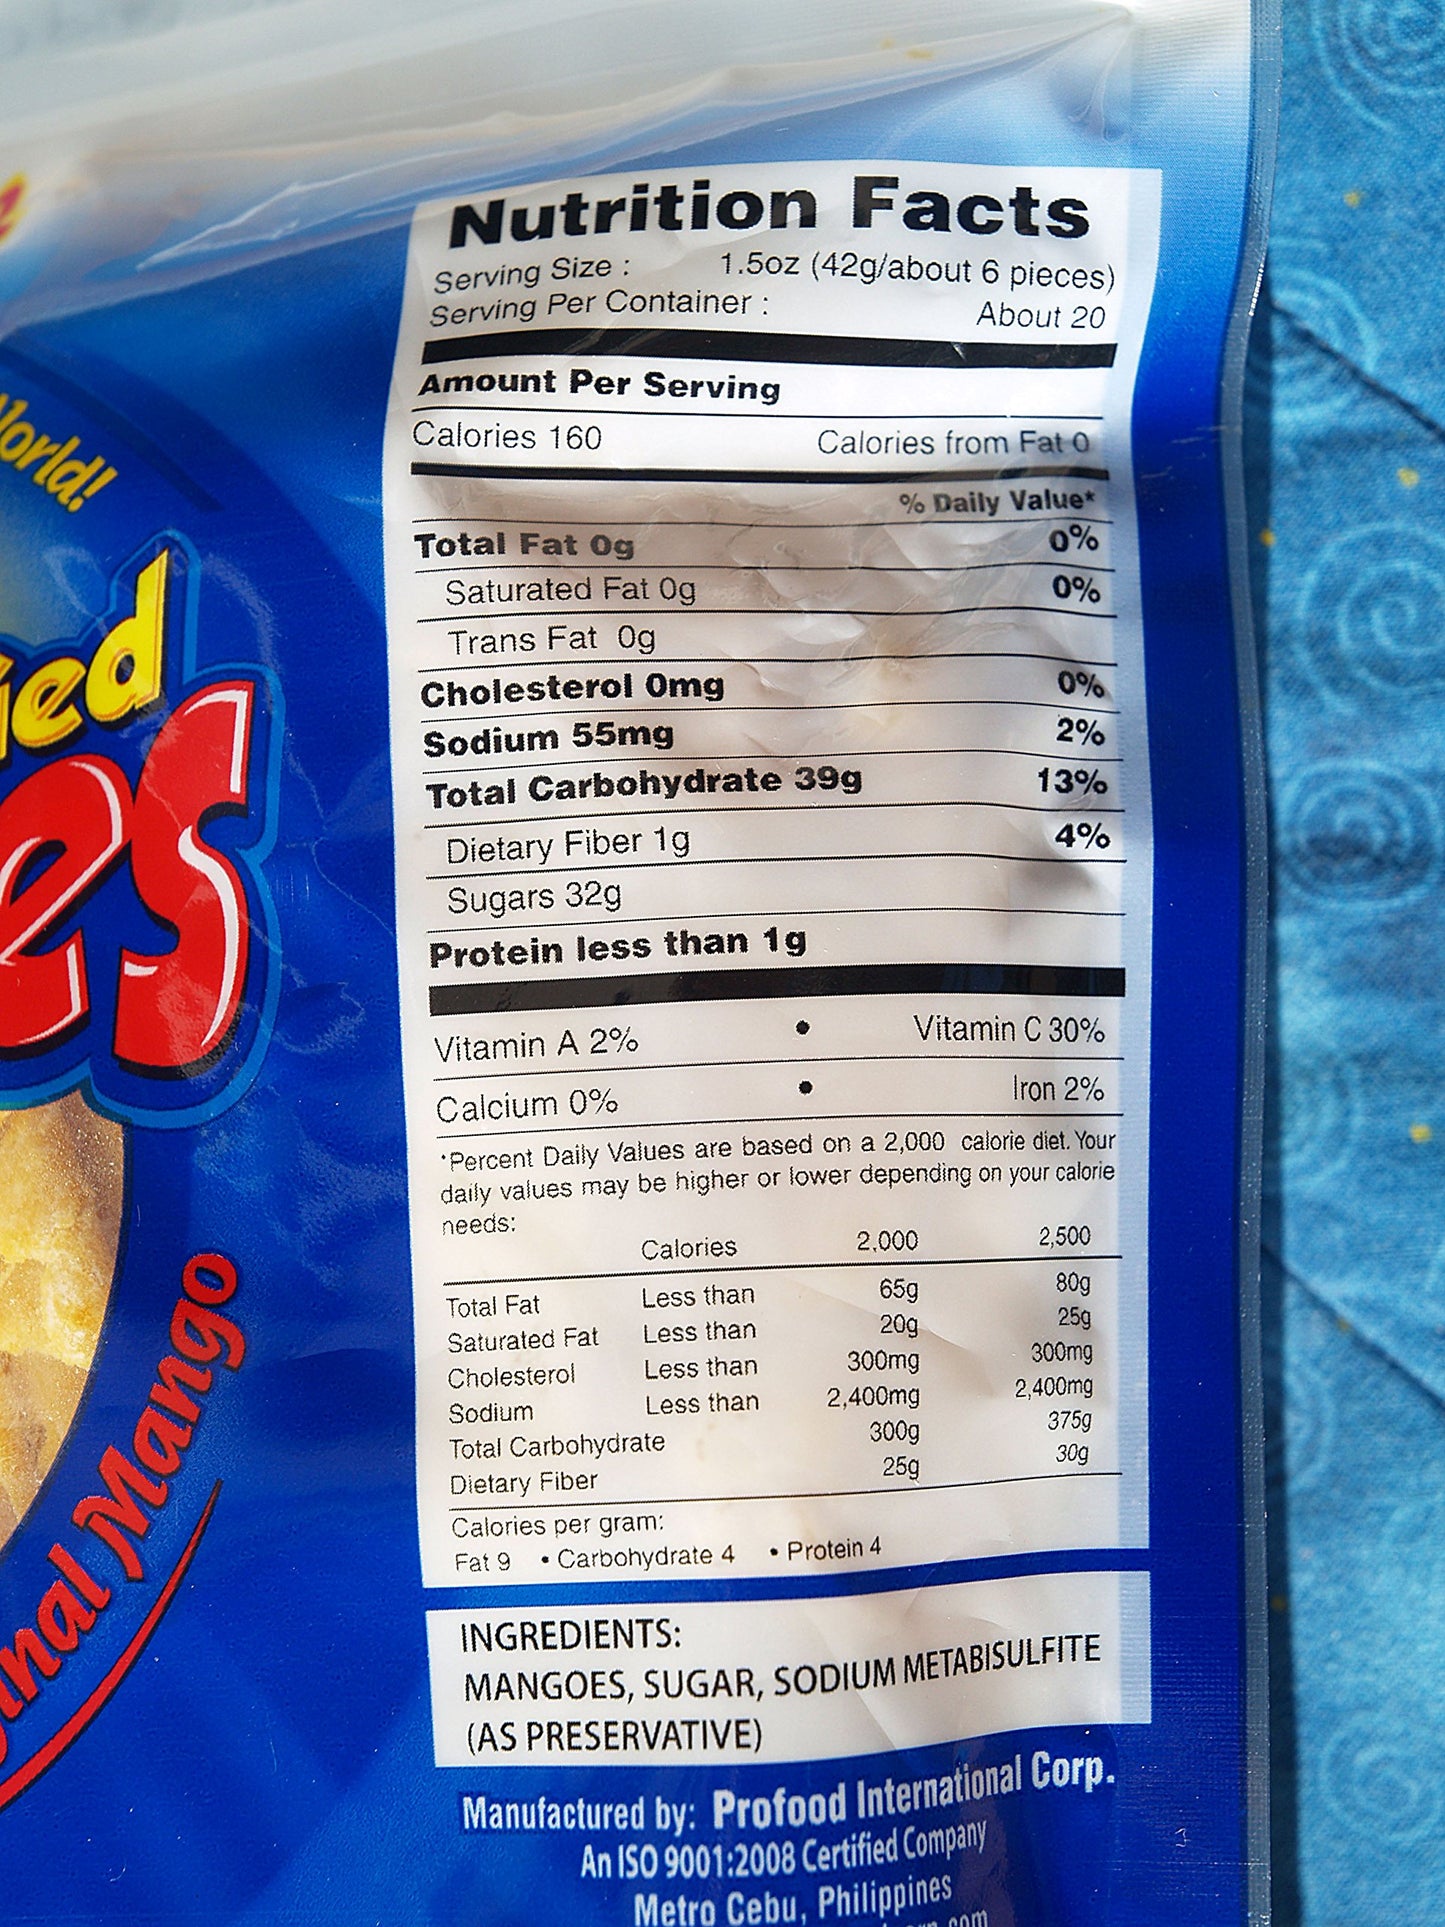 Nutrition Facts
Serving Size : 1.5oz (42g/about 6 pieces)
Serving Per Container : About 20
Amount Per Serving
Calories 160 Calories from Fat 0
% Daily Value*
Total Fat 0g 0%
Saturated Fat 0g 0%
Trans Fat 0g
Cholesterol 0mg 0%
Sodium 55mg 2%
Total Carbohydrate 39g 13%
Dietary Fiber 1g 4%
Sugars 32g
Protein less than 1g
Vitamin A 2% • Vitamin C 30%
Calcium 0% • Iron 2%
*Percent Daily Values are based on a 2,000 calorie diet. Your
daily values may be higher or lower depending on your calorie
needs:
Calories 2,000 2,500
Total Fat Less than 65g 80g
Saturated Fat Less than 20g 25g
Cholesterol Less than 300mg 300mg
Sodium Less than 2,400mg 2,400mg
Total Carbohydrate 300g 375g
Dietary Fiber 25g 30g
Calories per gram:
Fat 9 • Carbohydrate 4 • Protein 4
INGREDIENTS:
MANGOES, SUGAR, SODIUM METABISULFITE
(AS PRESERVATIVE)
Manufactured by: Profood International Corp.
An ISO 9001:2008 Certified Company
Metro Cebu, Philippines
Mango